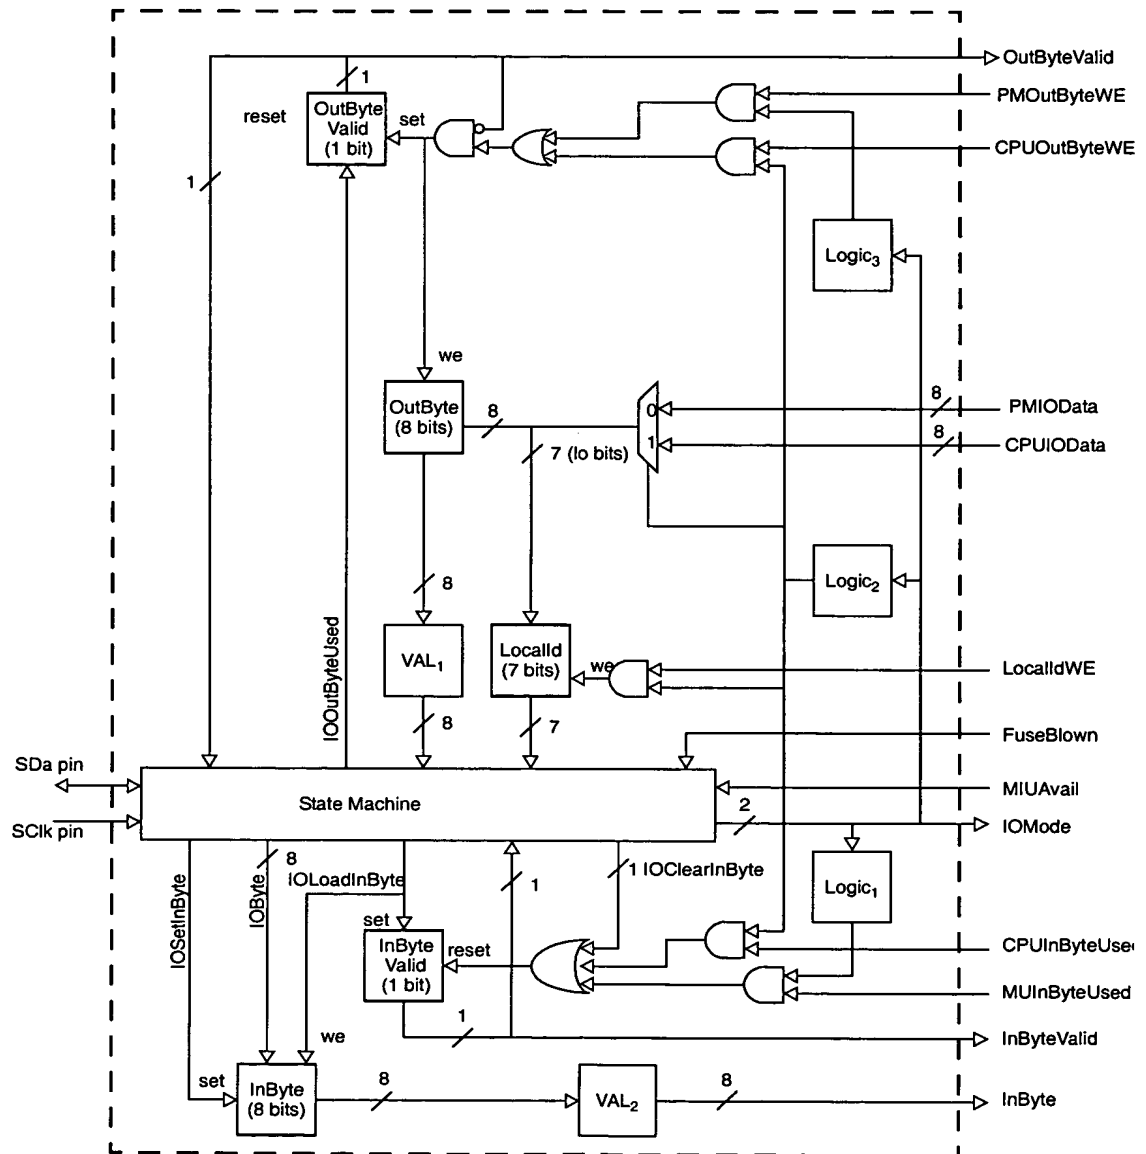 OutByteValid
1
PMOutByteWE
reset
OutByte
Valid
(1 bit)
set
CPUOutByteWE
1
Logic3
we
OutByte
(8 bits)
8
0
8
PMIOData
1
8
CPUIOData
7 (lo bits)
8
Logic2
IOOutByteUsed
VAL1
LocalId
(7 bits)
we
LocalIdWE
8
7
FuseBlown
SDa pin
State Machine
MIUAvail
2
SClk pin
IOMode
IOSetInByte
IOByte
8
IOLoadInByte
1
1 IOClearInByte
Logic1
set
InByte
Valid
(1 bit)
reset
CPUInByteUse
MUInByteUsed
1
we
InByteValid
set
InByte
(8 bits)
8
VAL2
8
InByte